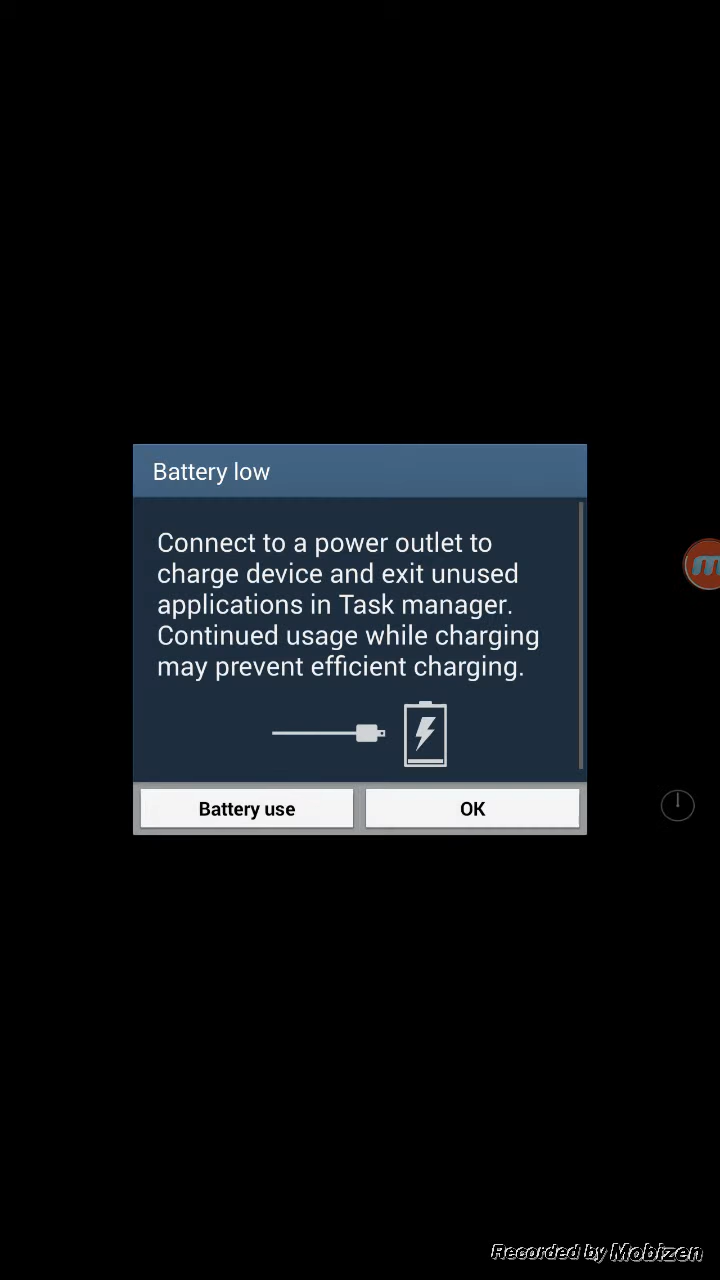 Battery low
Connect to a power outlet to
charge device and exit unused
applications in Task manager.
Continued usage while charging
may prevent efficient charging.
Battery use
OK
Recorded by Mobizen